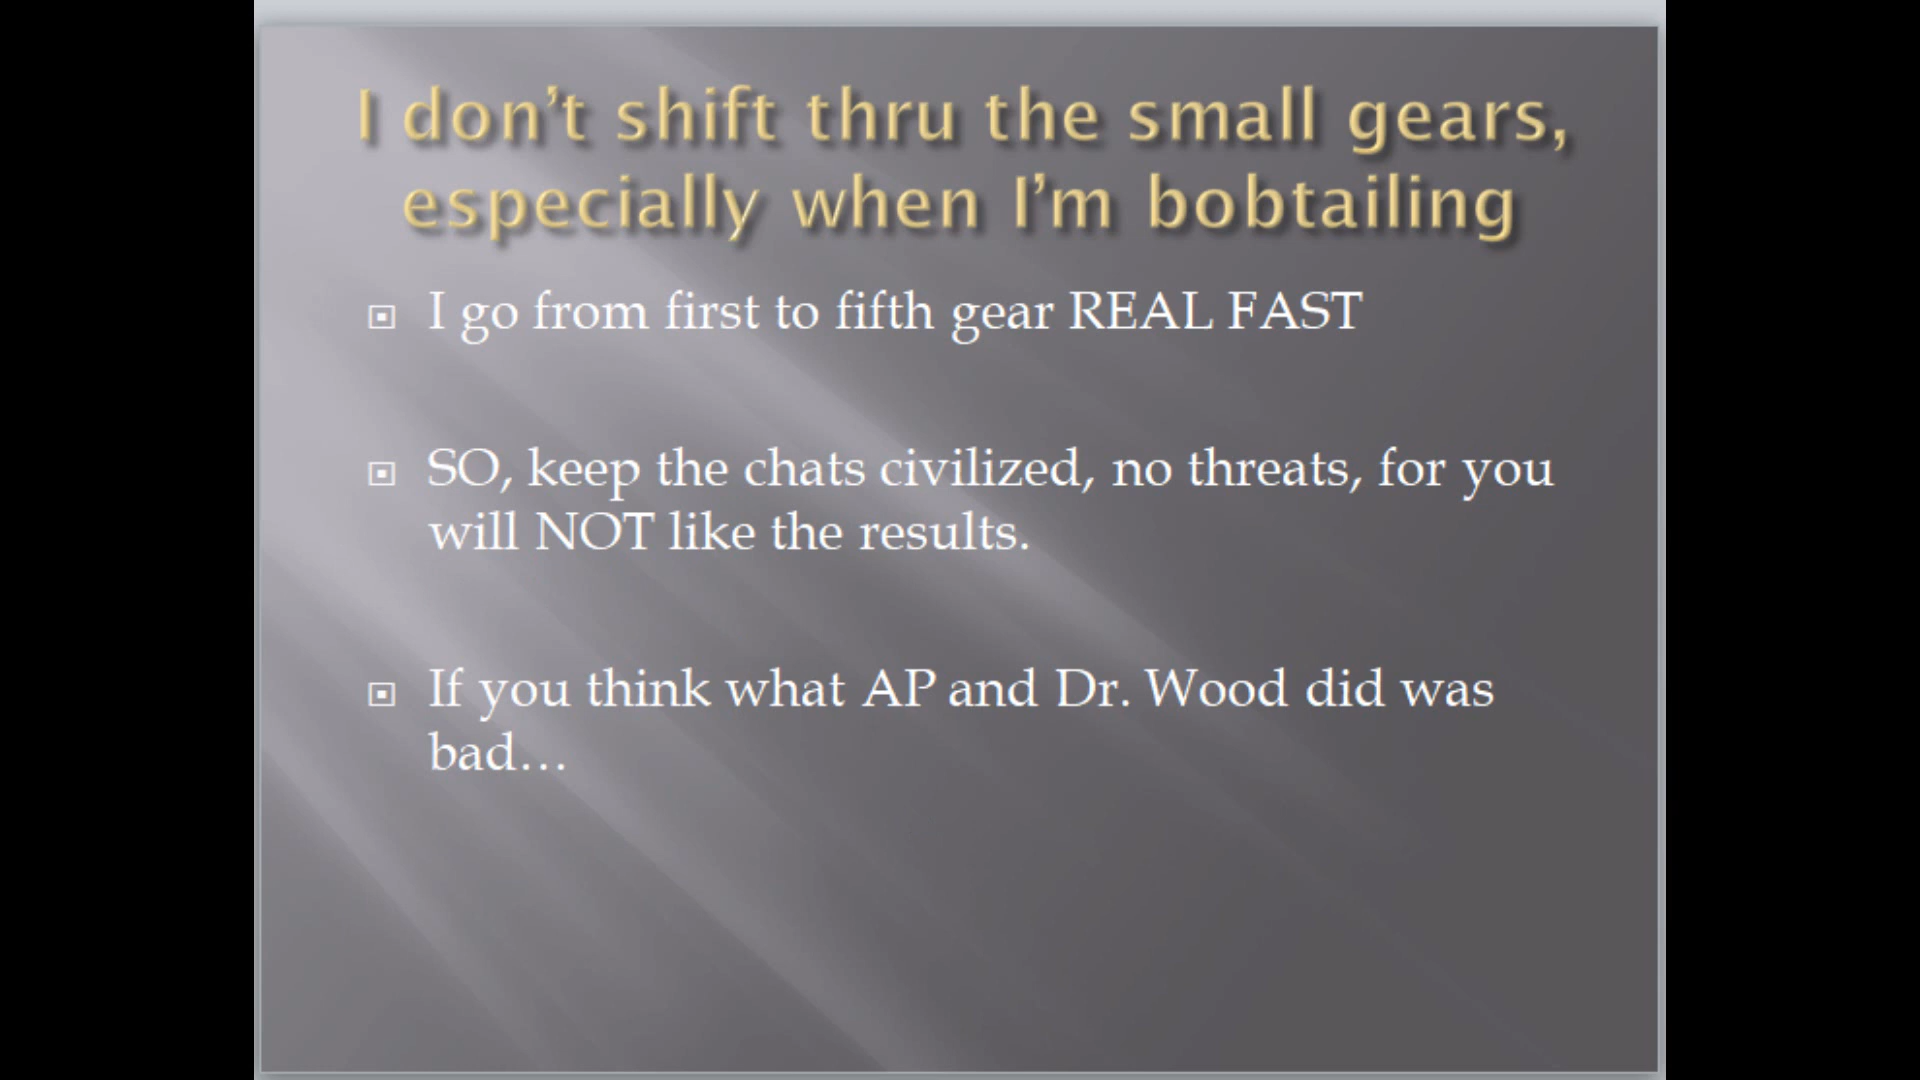 I don’t shift thru the small gears,
especially when I’m bobtailing
I go from first to fifth gear REAL FAST
SO, keep the chats civilized, no threats, for you
will NOT like the results.
If you think what AP and Dr. Wood did was
bad…